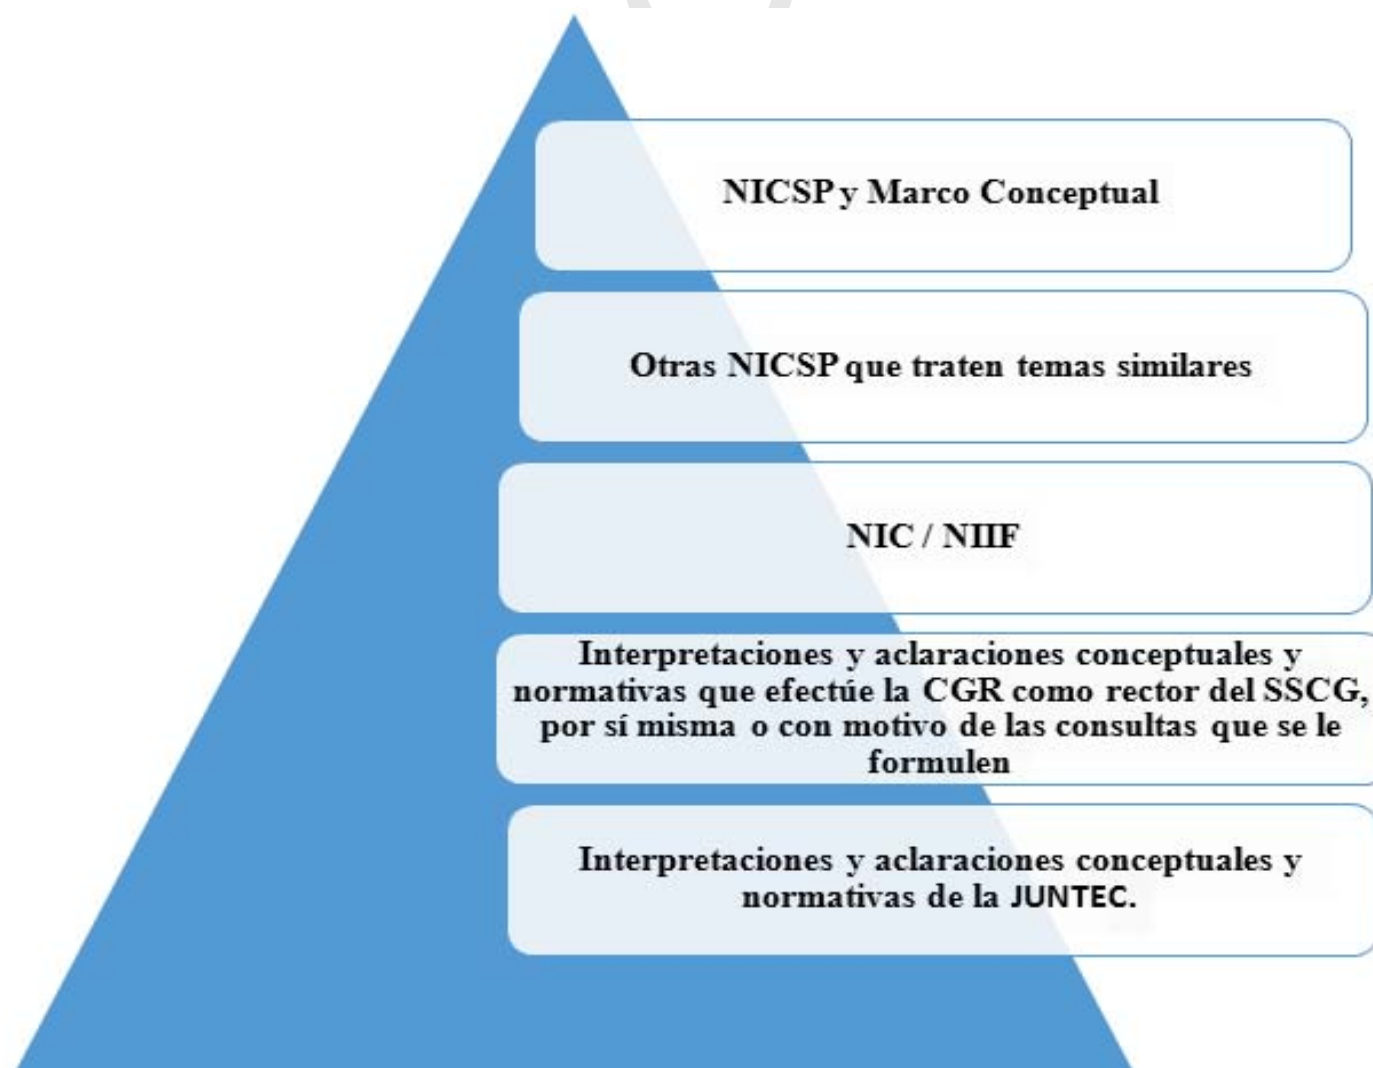 NICSP y Marco Conceptual
Otras NICSP que traten temas similares
NIC / NIIF
Interpretaciones y aclaraciones conceptuales y
normativas que efectúe la CGR como rector del SSCG,
por sí misma o con motivo de las consultas que se le
formulen
Interpretaciones y aclaraciones conceptuales y
normativas de la JUNTEC.